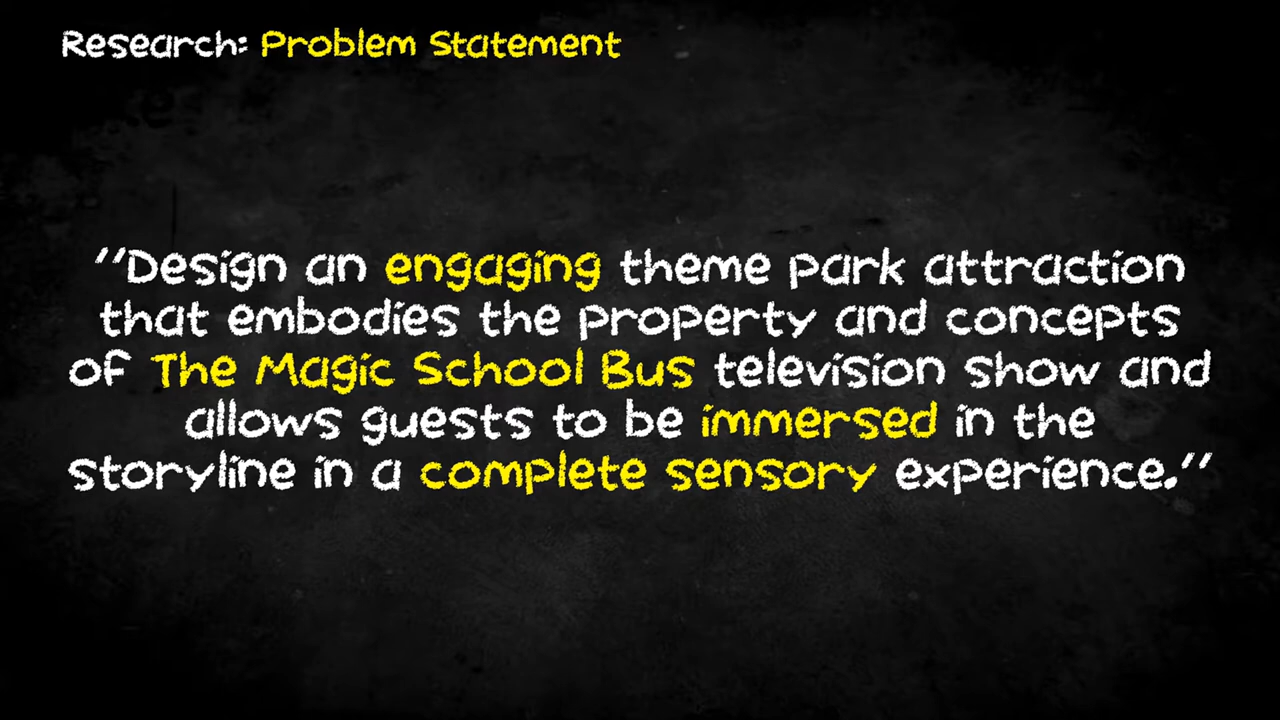 Research: Problem Statement
"Design an engaging theme park attraction
that embodies the property and concepts
of The Magic School Bus television show and
allows guests to be immersed in the
storyline in a complete sensory experience."